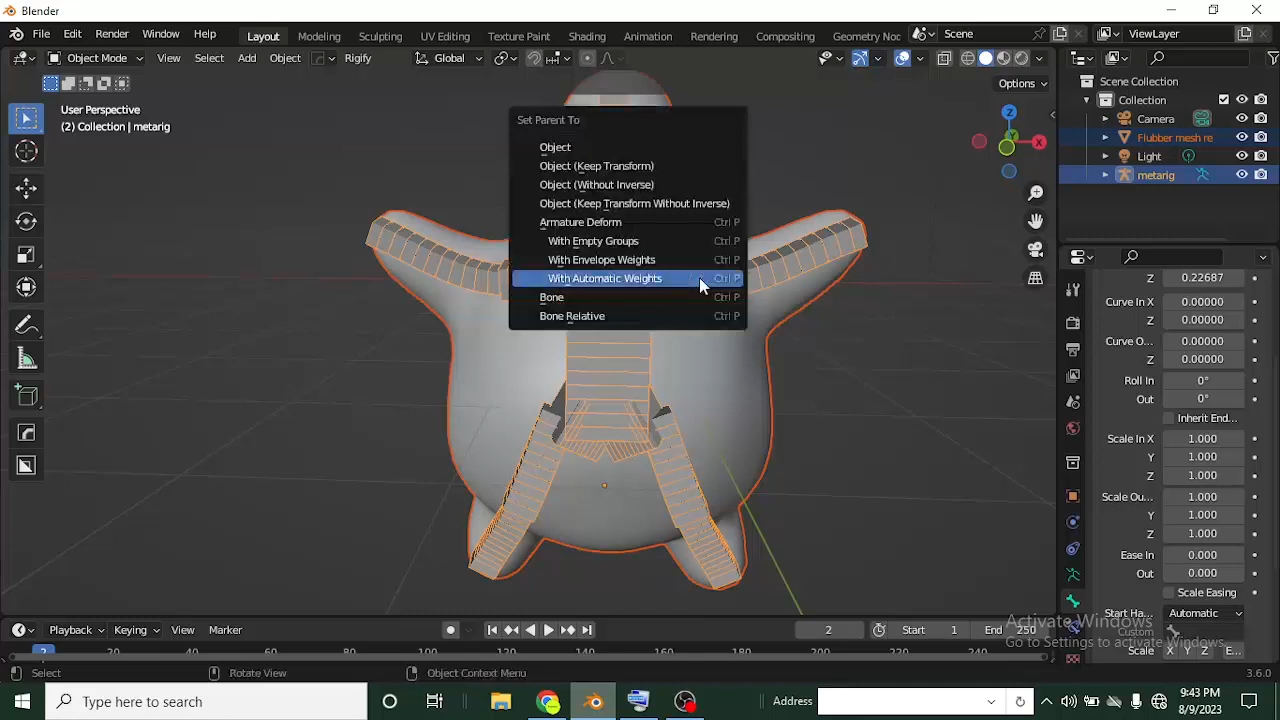 Blender
File Edit Render Window Help
Layout Modeling Sculpting UV Editing Texture Paint Shading Animation Rendering Compositing Geometry Noc
Scene
ViewLayer
Object Mode View Select Add Object Rigify
Global
Options
User Perspective
(2) Collection | metarig
Set Parent To
Object
Object (Keep Transform)
Object (Without Inverse)
Object (Keep Transform Without Inverse)
Armature Deform Ctrl P
With Empty Groups Ctrl P
With Envelope Weights Ctrl P
With Automatic Weights Ctrl P
Bone Ctrl P
Bone Relative Ctrl P
Z
X
Scene Collection
Collection
Camera
Flubber mesh re
Light
metarig
Z 0.22687
Curve In X 0.00000
Z 0.00000
Curve O... 0.00000
Z 0.00000
Roll In 0°
Out 0°
Inherit End...
Scale In X 1.000
Y 1.000
Z 1.000
Scale Ou... 1.000
Y 1.000
Z 1.000
Ease In 0.000
Out 0.000
Scale Easing
Start Ha... Automatic
Custom
Scale X Y Z E...
Activate Windows
Go to Settings to activate Windows.
Playback Keying View Marker
2
Start 1
End 250
2 20 40 60 80 100 120 140 160 180 200 220 240
Select
Rotate View
Object Context Menu
3.6.0
Type here to search
Address
9:43 PM
8/9/2023